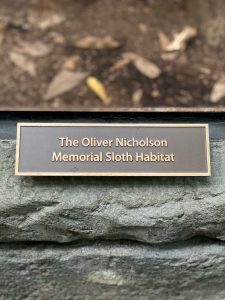 The Oliver Nicholson
Memorial Sloth Habitat